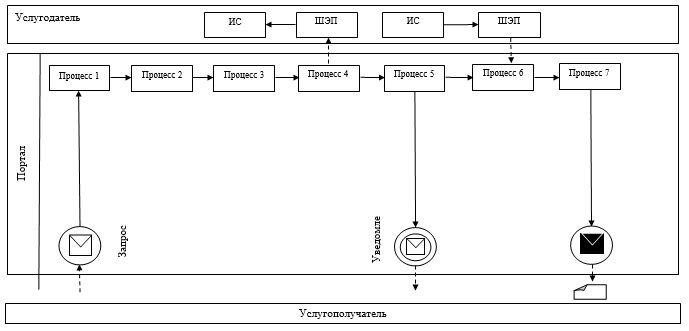 Услугодатель
ИС
ШЭП
ИС
ШЭП
Процесс 1
Процесс 2
Процесс 3
Процесс 4
Процесс 5
Процесс 6
Процесс 7
Портал
Запрос
Уведомле
Услугополучатель